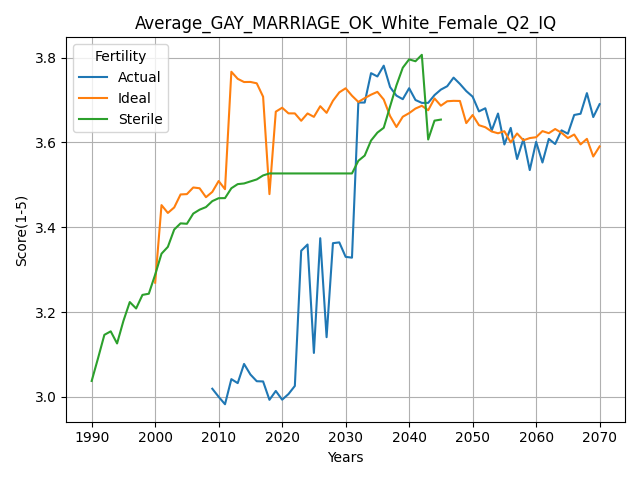 Average_GAY_MARRIAGE_OK_White_Female_Q2_IQ
Fertility
Actual
Ideal
Sterile
Score(1-5)
3.8
3.6
3.4
3.2
3.0
1990 2000 2010 2020 2030 2040 2050 2060 2070
Years